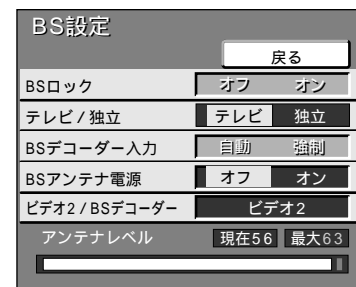 BS設定
戻る
BSロック オフ オン
テレビ/独立 テレビ 独立
BSデコーダー入力 自動 強制
BSアンテナ電源 オフ オン
ビデオ2/BSデコーダー ビデオ2
アンテナレベル 現在56 最大63